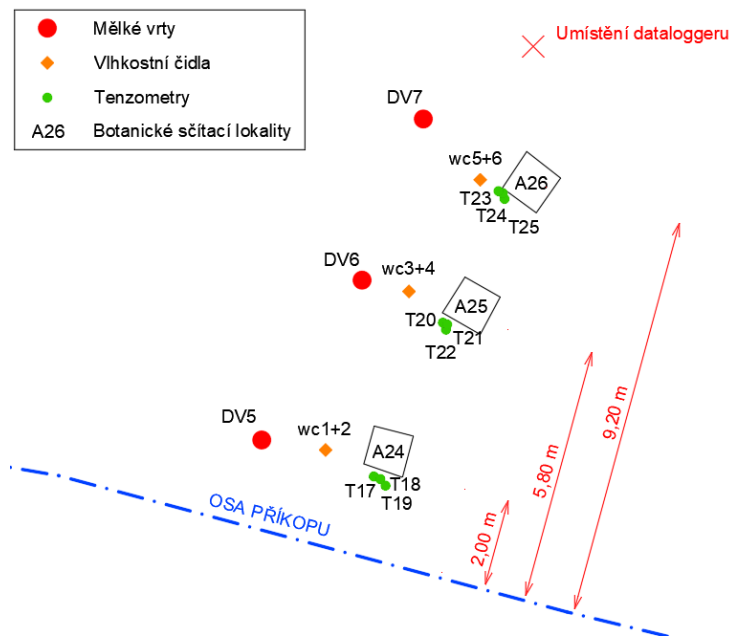 Mělké vrty
Vlhkostní čidla
Tenzometry
A26 Botanické sčítací lokality
Umístění dataloggeru
DV7
wc5+6
A26
T23
T24
T25
DV6
wc3+4
A25
T20
T21
T22
DV5
wc1+2
A24
T17
T18
T19
OSA PŘÍKOPU
2,00 m
5,80 m
9,20 m